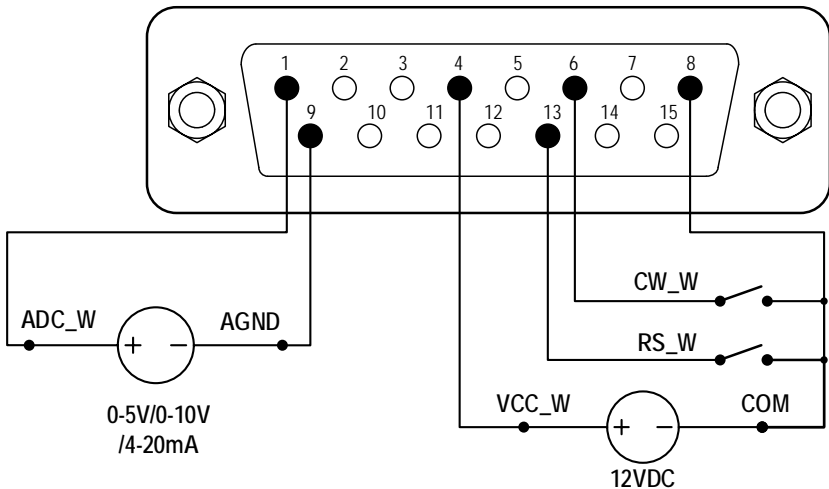 1 2 3 4 5 6 7 8
9 10 11 12 13 14 15
CW_W
ADC_W + − AGND
RS_W
0-5V/0-10V
/4-20mA
VCC_W + − COM
12VDC